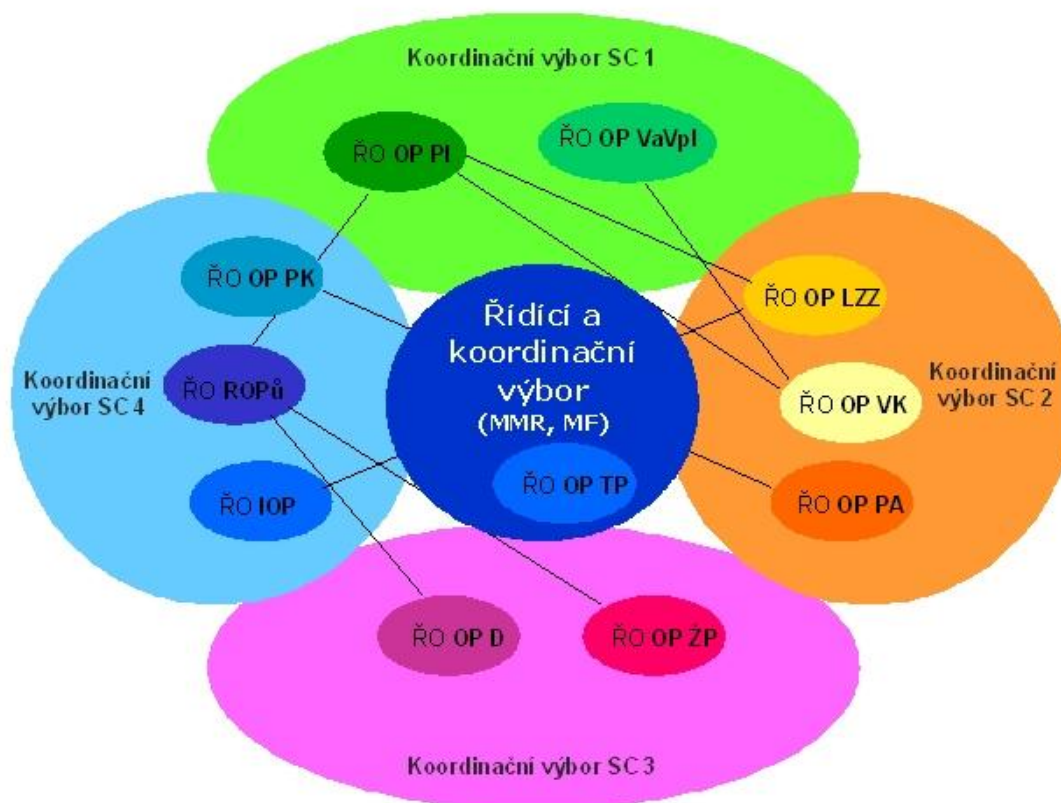 Koordinační výbor SC 1
ŘO OP PI
ŘO OP VaVpI
ŘO OP PK
ŘO OP LZZ
Řídící a
koordinační
výbor
(MMR, MF)
Koordinační
výbor SC 4
ŘO ROPů
ŘO OP VK
Koordinační
výbor SC 2
ŘO IOP
ŘO OP TP
ŘO OP PA
ŘO OP D
ŘO OP ŽP
Koordinační výbor SC 3